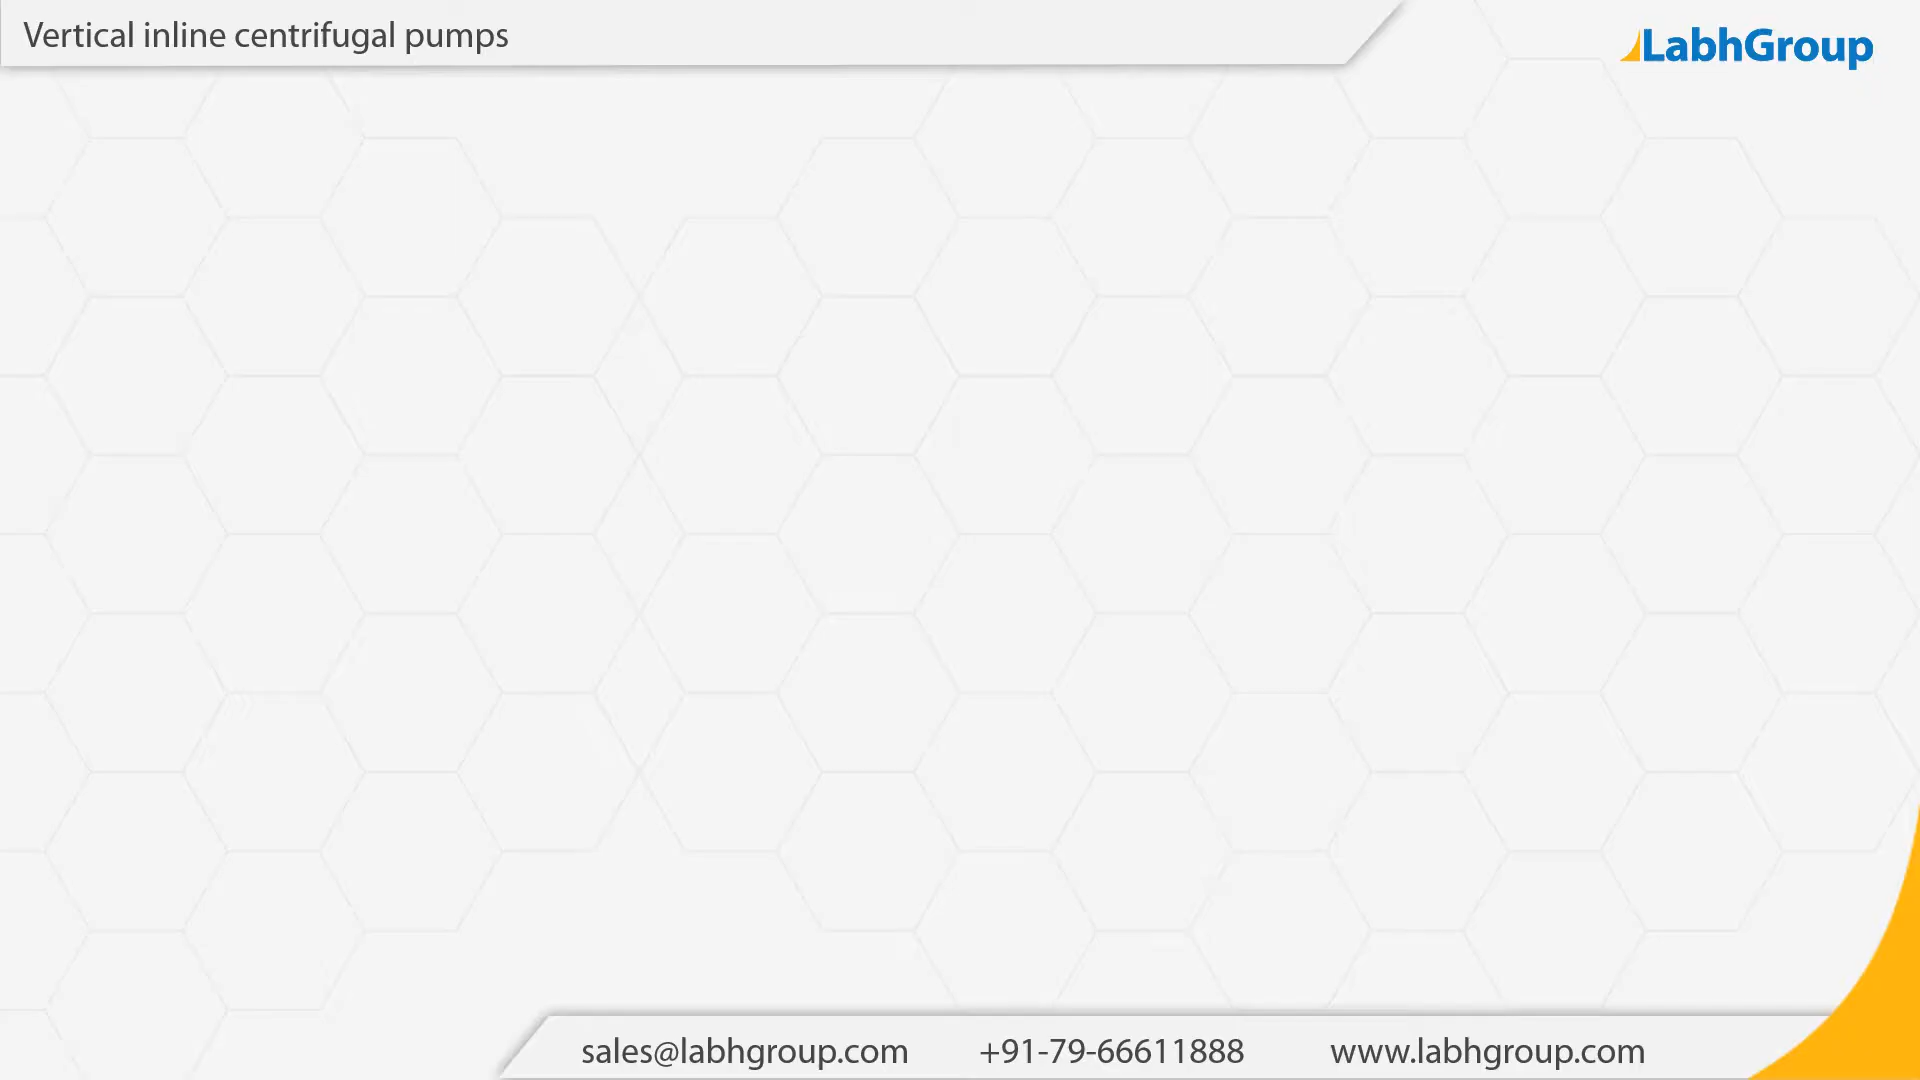 Vertical inline centrifugal pumps
LabhGroup
sales@labhgroup.com
+91-79-66611888
www.labhgroup.com